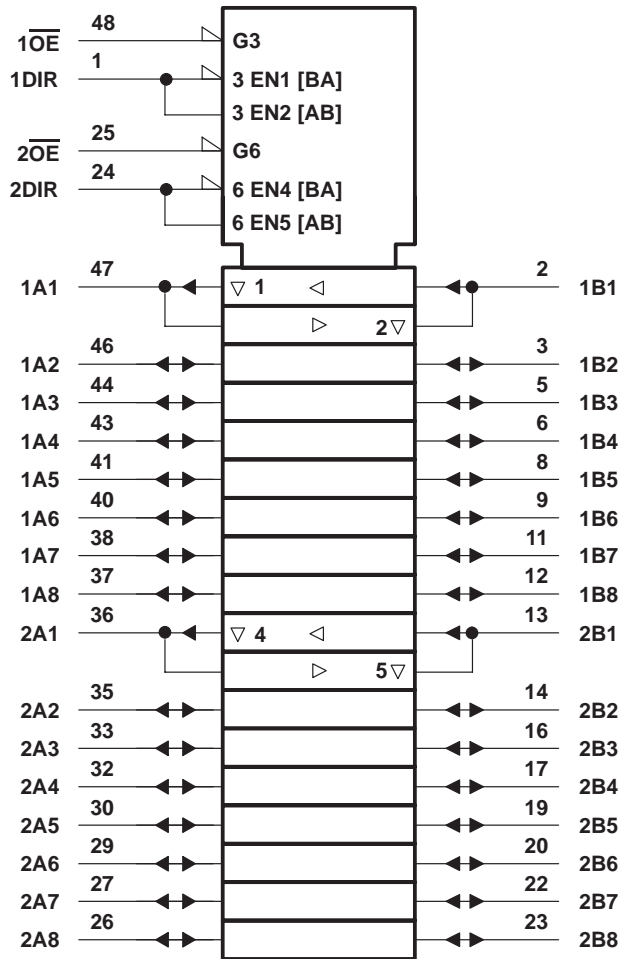 48
1OE G3
1
1DIR 3 EN1 [BA]
3 EN2 [AB]
25
2OE G6
24
2DIR 6 EN4 [BA]
6 EN5 [AB]
47 2
1A1 1 1B1
2
46 3
1A2 1B2
44 5
1A3 1B3
43 6
1A4 1B4
41 8
1A5 1B5
40 9
1A6 1B6
38 11
1A7 1B7
37 12
1A8 1B8
36 13
2A1 4 2B1
5
35 14
2A2 2B2
33 16
2A3 2B3
32 17
2A4 2B4
30 19
2A5 2B5
29 20
2A6 2B6
27 22
2A7 2B7
26 23
2A8 2B8